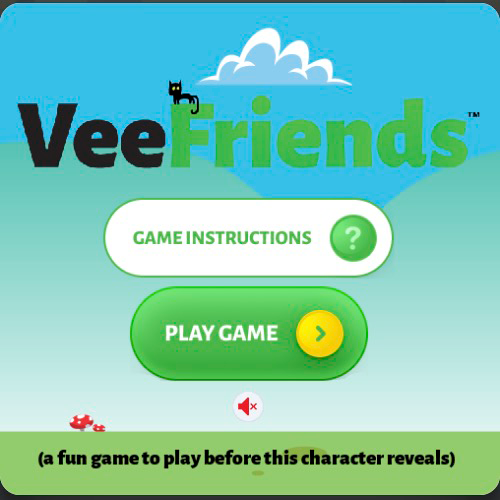 VeeFriends™
GAME INSTRUCTIONS ?
PLAY GAME
(a fun game to play before this character reveals)